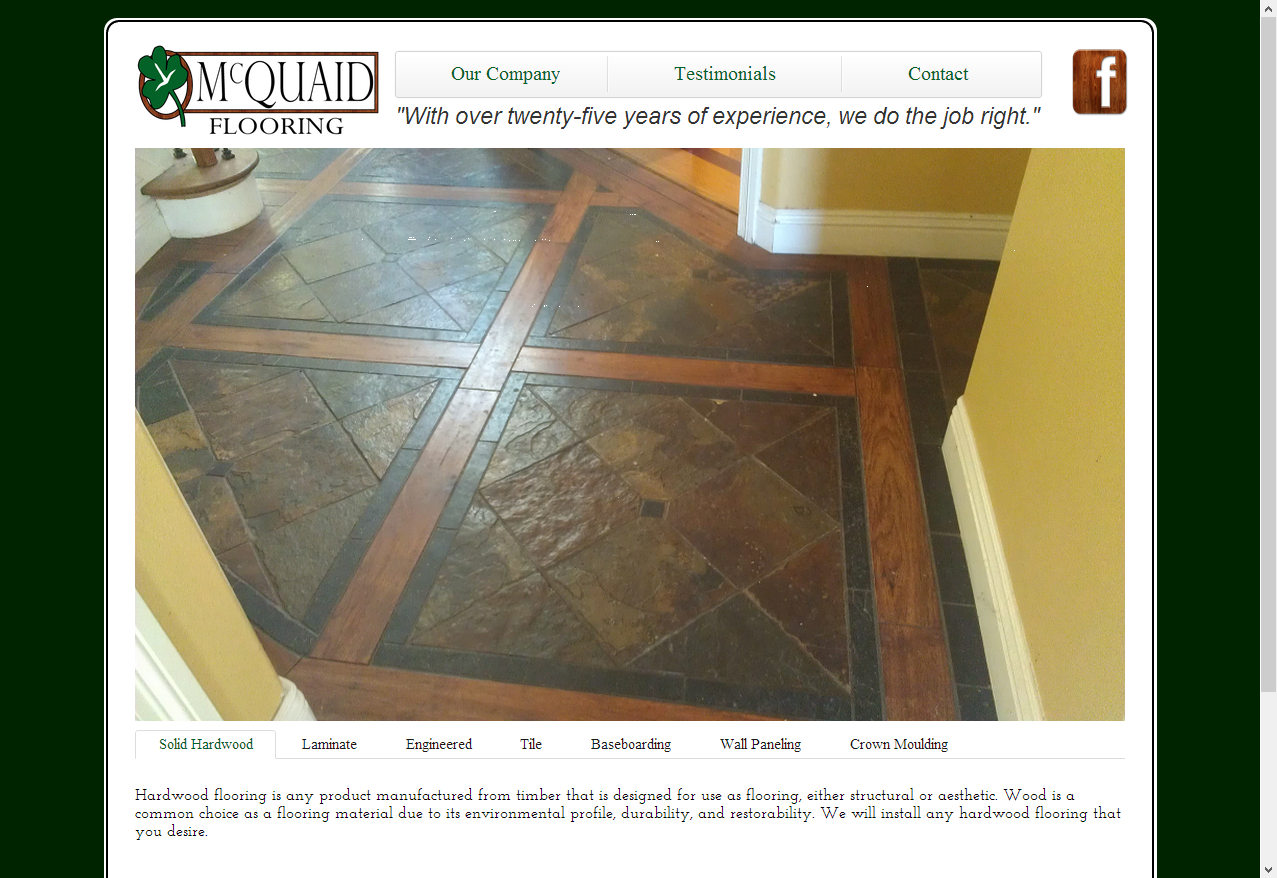 McQUAID
FLOORING
Our Company
Testimonials
Contact
f
"With over twenty-five years of experience, we do the job right."
Solid Hardwood
Laminate
Engineered
Tile
Baseboarding
Wall Paneling
Crown Moulding
Hardwood flooring is any product manufactured from timber that is designed for use as flooring, either structural or aesthetic. Wood is a
common choice as a flooring material due to its environmental profile, durability, and restorability. We will install any hardwood flooring that
you desire.